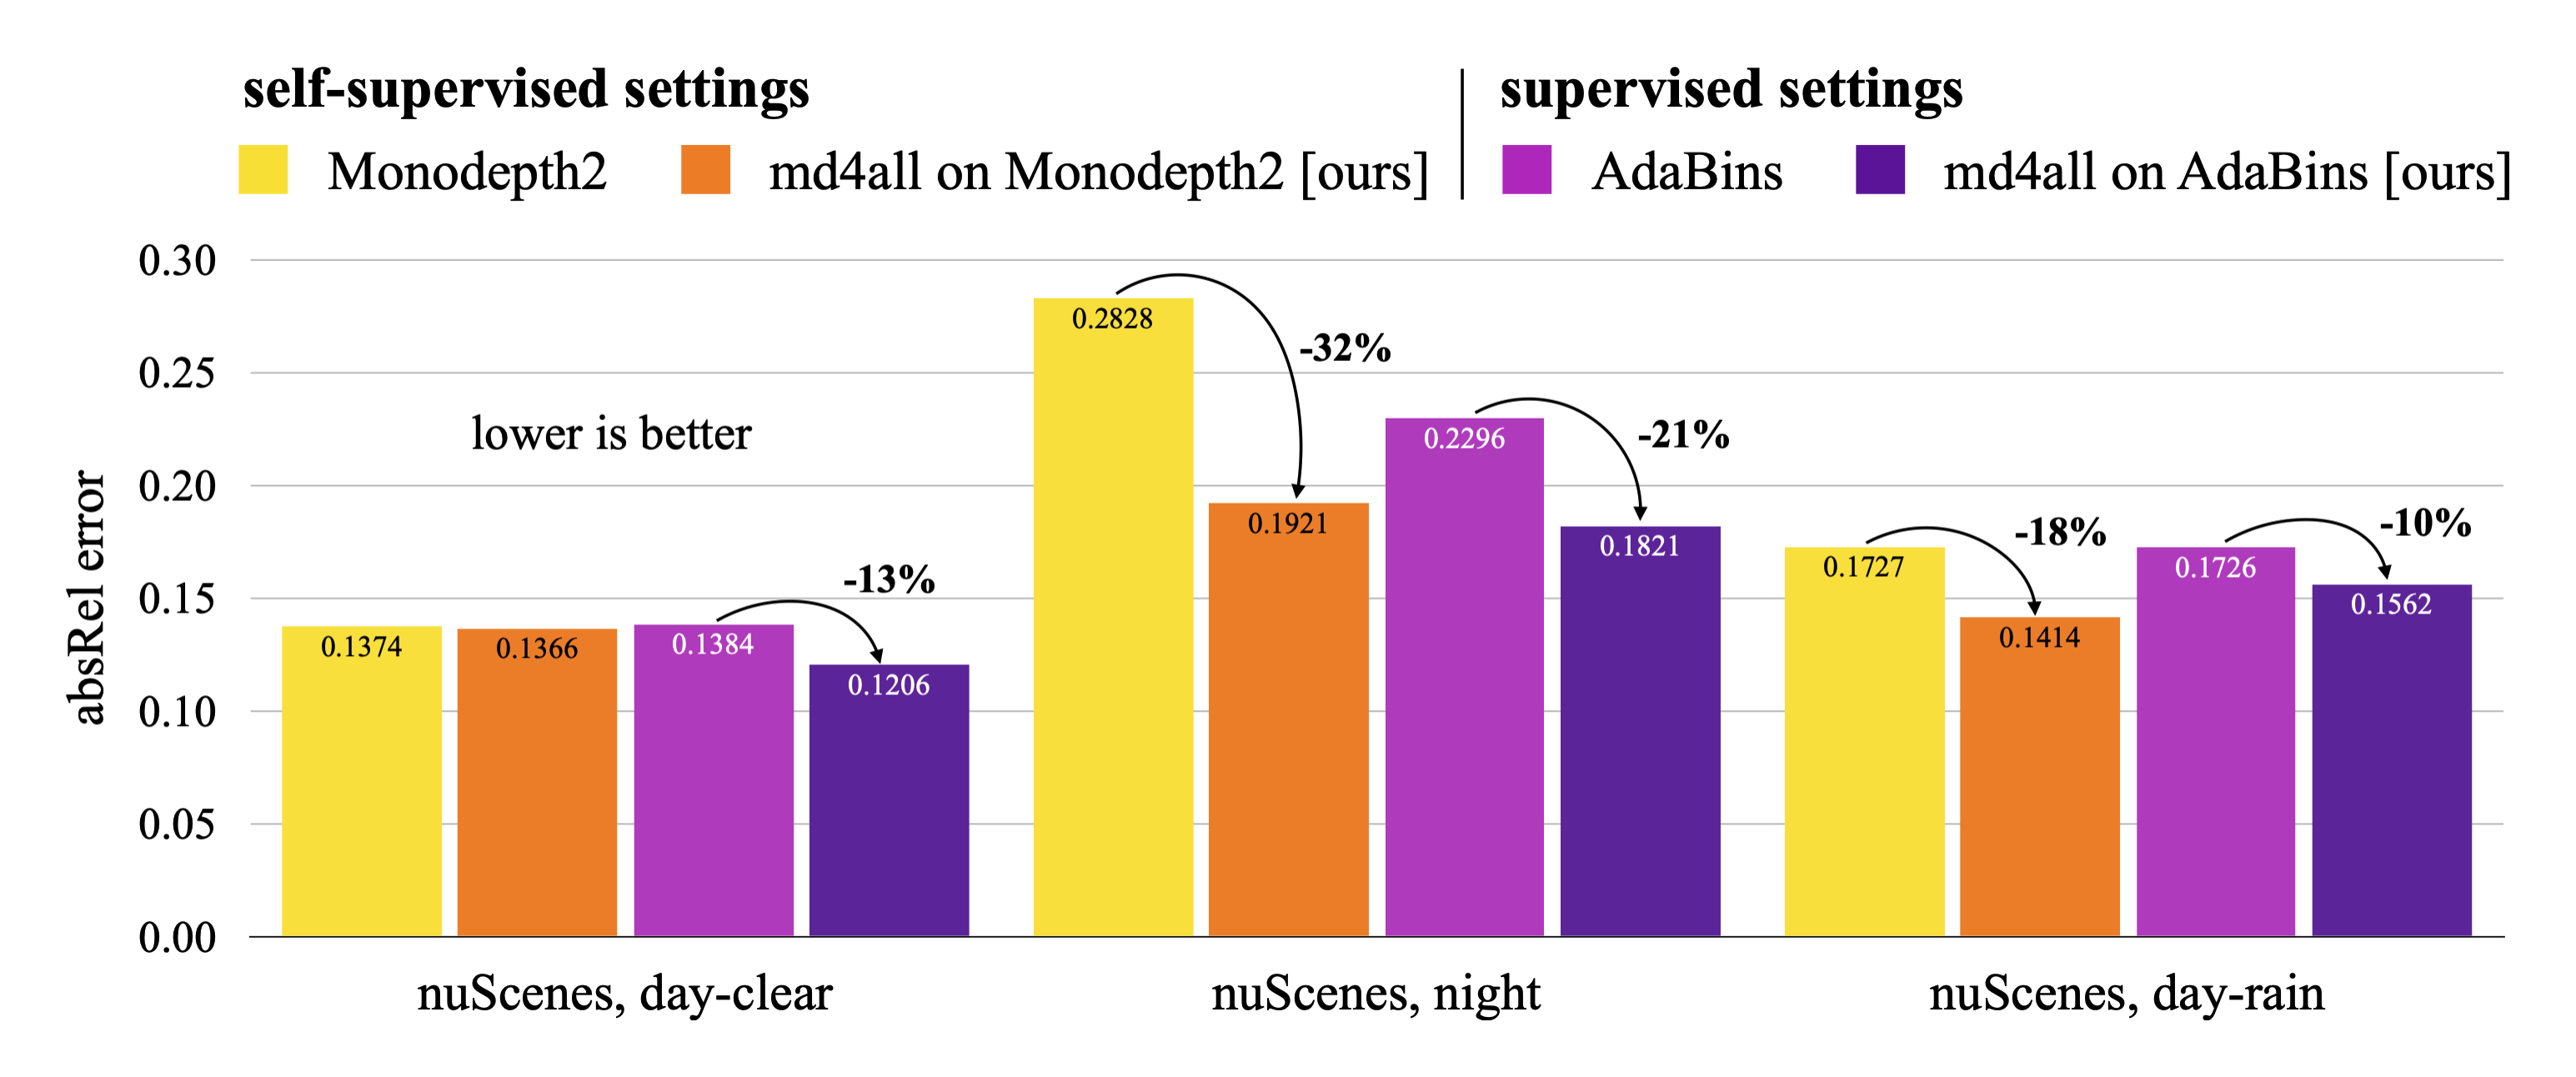 self-supervised settings
supervised settings
Monodepth2
md4all on Monodepth2 [ours]
AdaBins
md4all on AdaBins [ours]
absRel error
0.30
0.25
0.20
0.15
0.10
0.05
0.00
lower is better
0.1374
0.1366
0.1384
-13%
0.1206
0.2828
-32%
0.1921
0.2296
-21%
0.1821
0.1727
-18%
0.1414
0.1726
-10%
0.1562
nuScenes, day-clear
nuScenes, night
nuScenes, day-rain